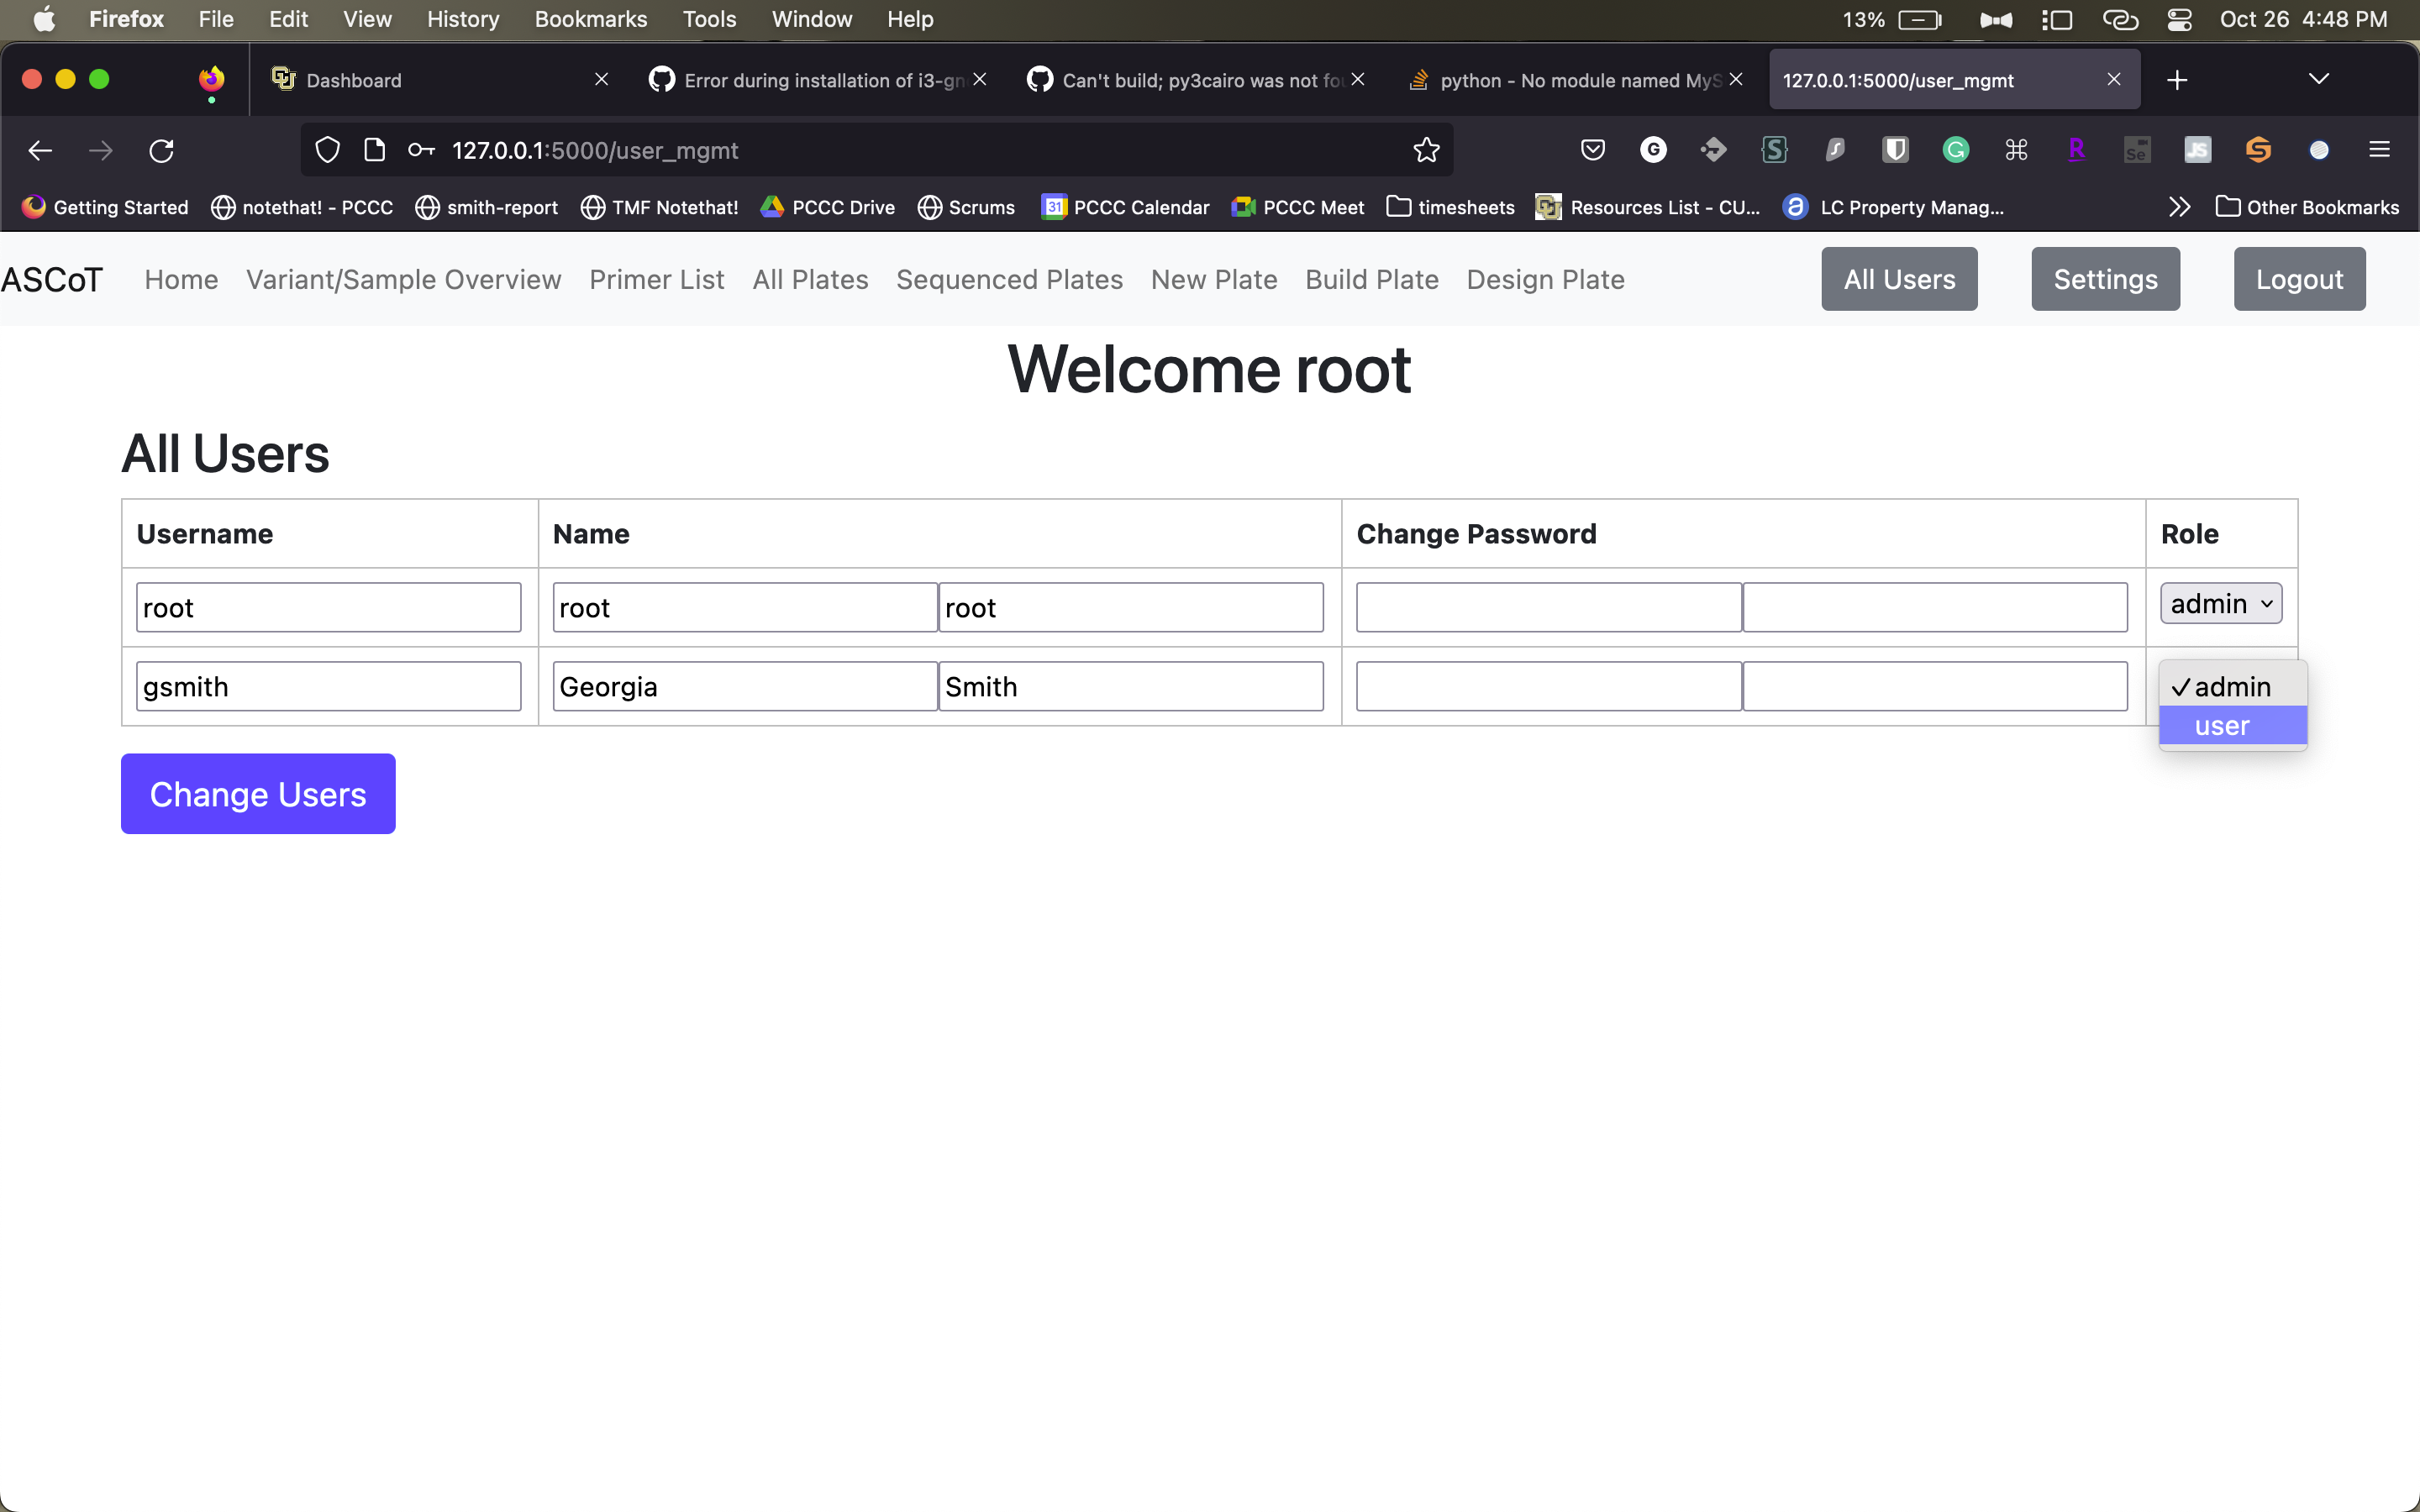 Firefox File Edit View History Bookmarks Tools Window Help 13% Oct 26 4:48 PM
Dashboard Error during installation of i3-gn Can't build; py3cairo was not fou python - No module named MyS 127.0.0.1:5000/user_mgmt
127.0.0.1:5000/user_mgmt
Getting Started notethat! - PCCC smith-report TMF Notethat! PCCC Drive Scrums 31 PCCC Calendar PCCC Meet timesheets Resources List - CU... LC Property Manag... Other Bookmarks
ASCoT Home Variant/Sample Overview Primer List All Plates Sequenced Plates New Plate Build Plate Design Plate All Users Settings Logout
Welcome root
All Users
Username Name Change Password Role
root root root admin
gsmith Georgia Smith ✓admin
user
Change Users